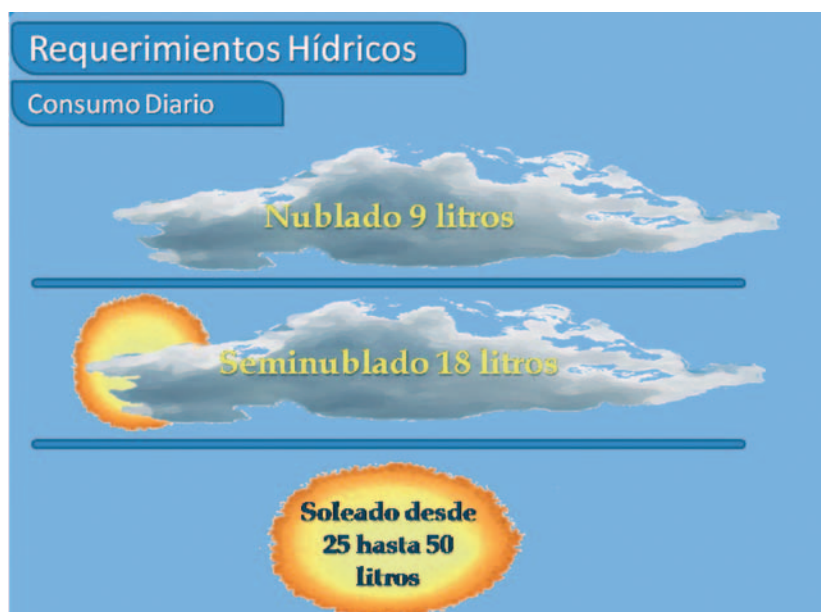 Requerimientos Hídricos
Consumo Diario
Nublado 9 litros
Seminublado 18 litros
Soleado desde
25 hasta 50
litros